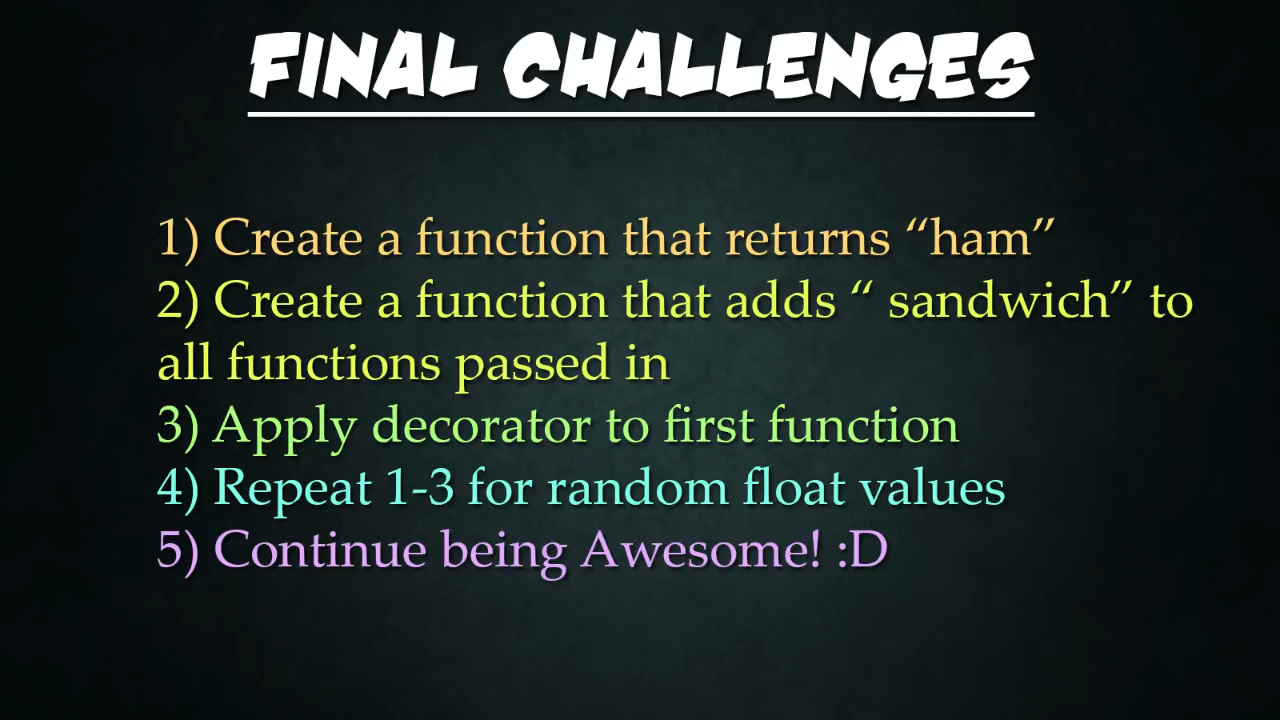 FINAL CHALLENGES
1) Create a function that returns “ham”
2) Create a function that adds “ sandwich” to
all functions passed in
3) Apply decorator to first function
4) Repeat 1-3 for random float values
5) Continue being Awesome! :D